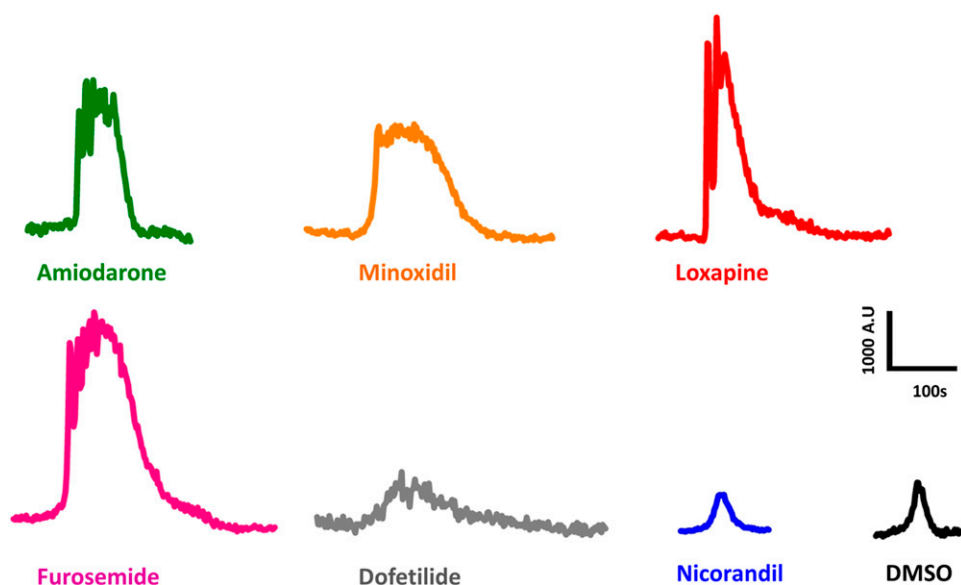 Amiodarone
Minoxidil
Loxapine
1000 A.U
100s
Furosemide
Dofetilide
Nicorandil
DMSO